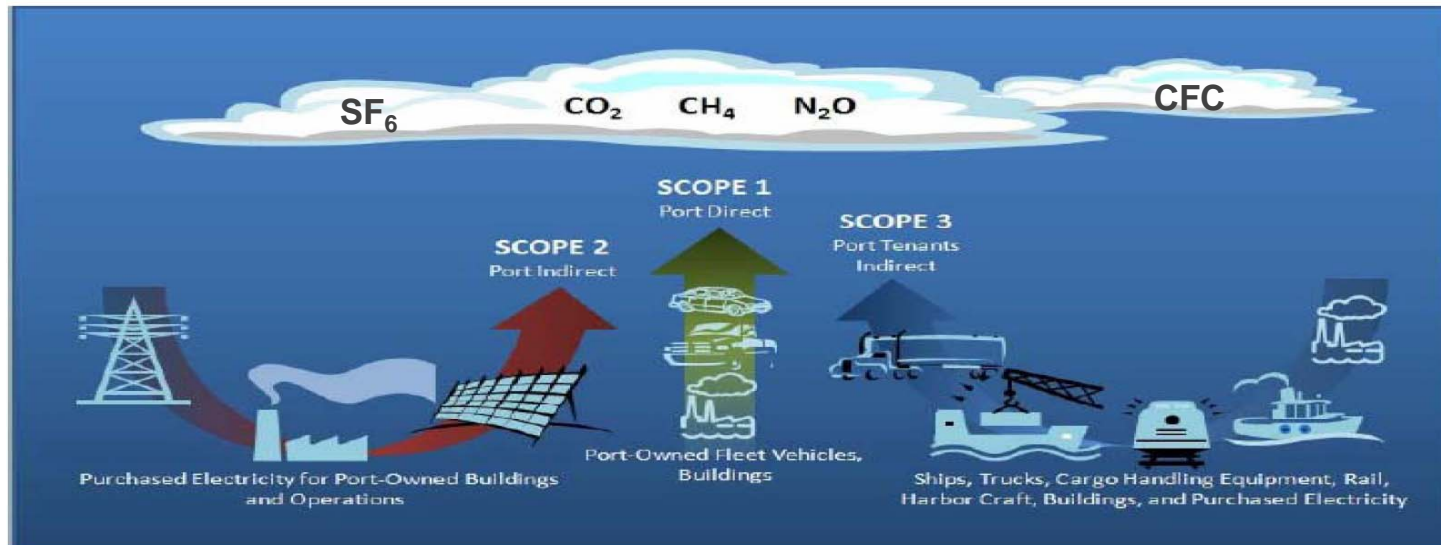 SF₆
CO₂ CH₄ N₂O
CFC
SCOPE 1
Port Direct
SCOPE 2
Port Indirect
SCOPE 3
Port Tenants
Indirect
Purchased Electricity for Port-Owned Buildings
and Operations
Port-Owned Fleet Vehicles,
Buildings
Ships, Trucks, Cargo Handling Equipment, Rail,
Harbor Craft, Buildings, and Purchased Electricity